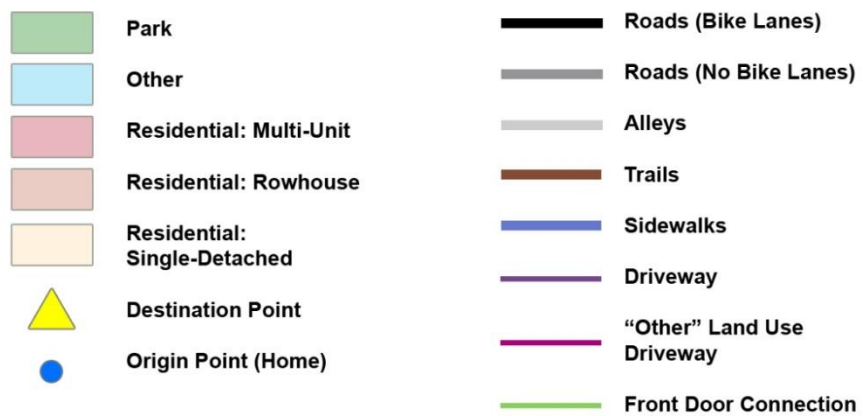 Park
Other
Residential: Multi-Unit
Residential: Rowhouse
Residential:
Single-Detached
Destination Point
Origin Point (Home)
Roads (Bike Lanes)
Roads (No Bike Lanes)
Alleys
Trails
Sidewalks
Driveway
“Other” Land Use
Driveway
Front Door Connection